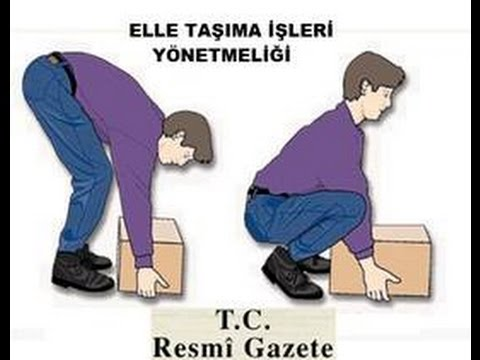 ELLE TAŞIMA İŞLERİ
YÖNETMELİĞİ
T.C.
Resmî Gazete